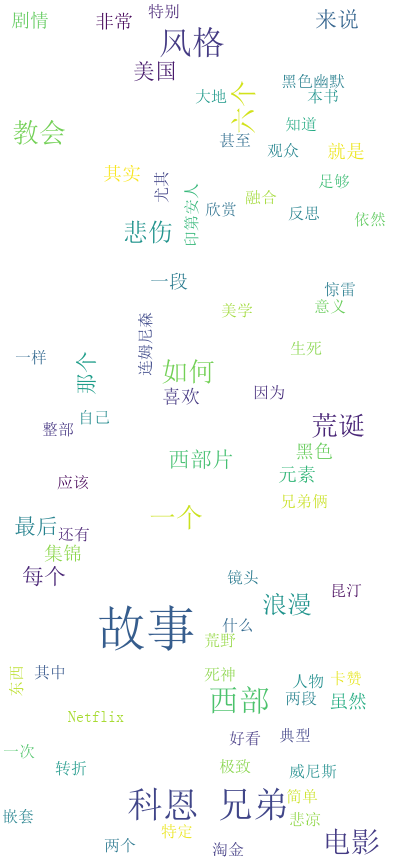 剧情
非常
特别
来说
风格
美国
黑色幽默
大地
六个
本书
教会
甚至
知道
观众
就是
其实
尤其
印第安人
融合
足够
欣赏
反思
依然
悲伤
一段
惊雷
美学
意义
连姆尼森
一样
那个
如何
生死
喜欢
因为
自己
整部
荒诞
西部片
黑色
元素
应该
兄弟俩
一个
最后
还有
集锦
每个
镜头
昆汀
浪漫
故事
什么
荒野
东西
其中
死神
人物
卡赞
西部
两段
虽然
Netflix
好看
典型
一次
转折
极致
威尼斯
嵌套
科恩 兄弟
简单
悲凉
特定
电影
两个
淘金